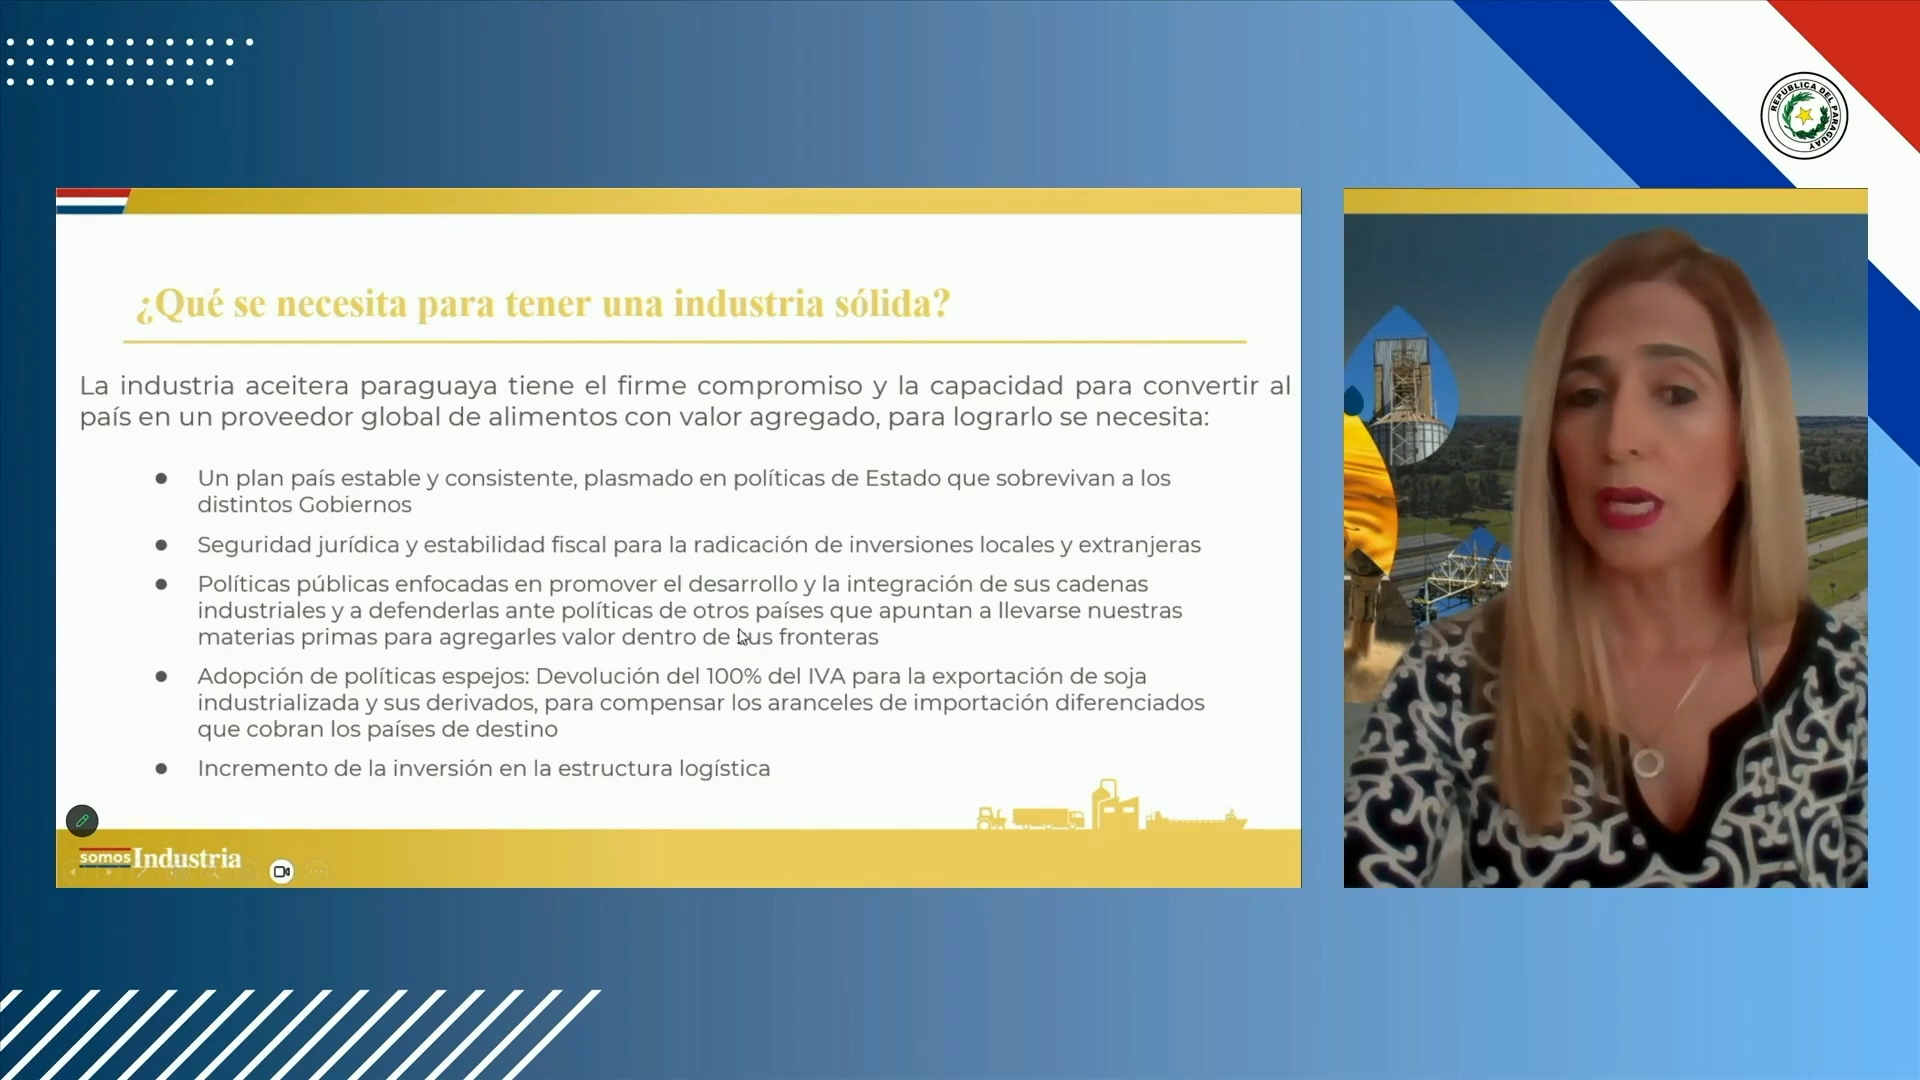 REPUBLICA DEL PARAGUAY
¿Qué se necesita para tener una industria sólida?
La industria aceitera paraguaya tiene el firme compromiso y la capacidad para convertir al
país en un proveedor global de alimentos con valor agregado, para lograrlo se necesita:
● Un plan país estable y consistente, plasmado en políticas de Estado que sobrevivan a los
distintos Gobiernos
● Seguridad jurídica y estabilidad fiscal para la radicación de inversiones locales y extranjeras
● Políticas públicas enfocadas en promover el desarrollo y la integración de sus cadenas
industriales y a defenderlas ante políticas de otros países que apuntan a llevarse nuestras
materias primas para agregarles valor dentro de sus fronteras
● Adopción de políticas espejos: Devolución del 100% del IVA para la exportación de soja
industrializada y sus derivados, para compensar los aranceles de importación diferenciados
que cobran los países de destino
● Incremento de la inversión en la estructura logística
somos Industria